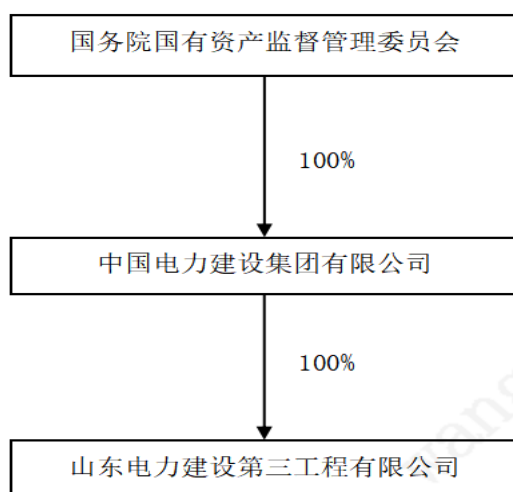 国务院国有资产监督管理委员会
100%
中国电力建设集团有限公司
100%
山东电力建设第三工程有限公司
wang